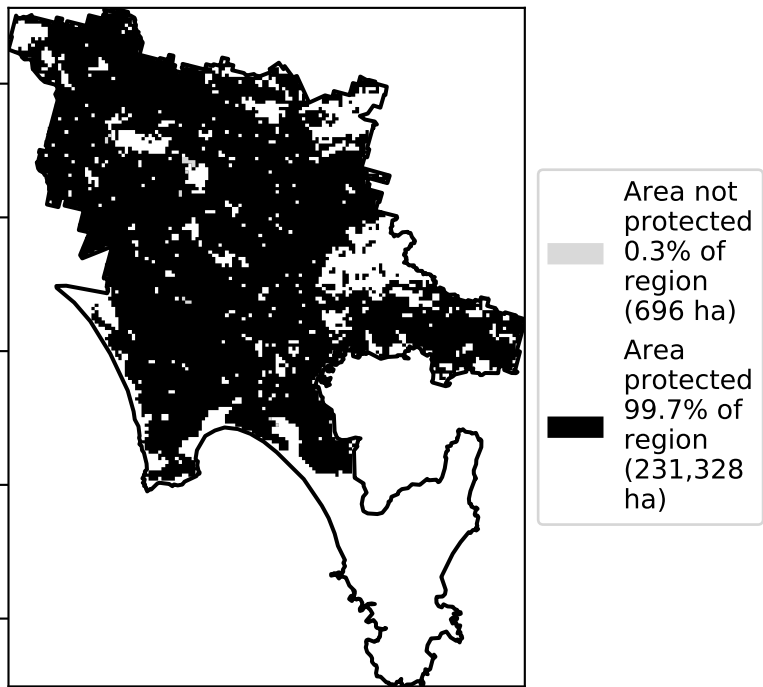 Area not
protected
0.3% of
region
(696 ha)
Area
protected
99.7% of
region
(231,328
ha)